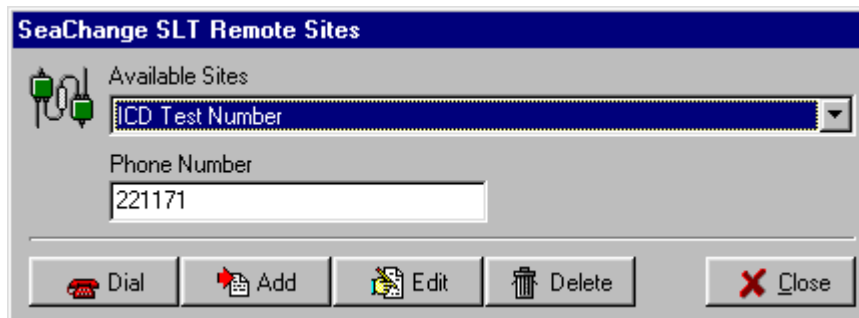 SeaChange SLT Remote Sites
Available Sites
ICD Test Number
Phone Number
221171
Dial Add Edit Delete Close